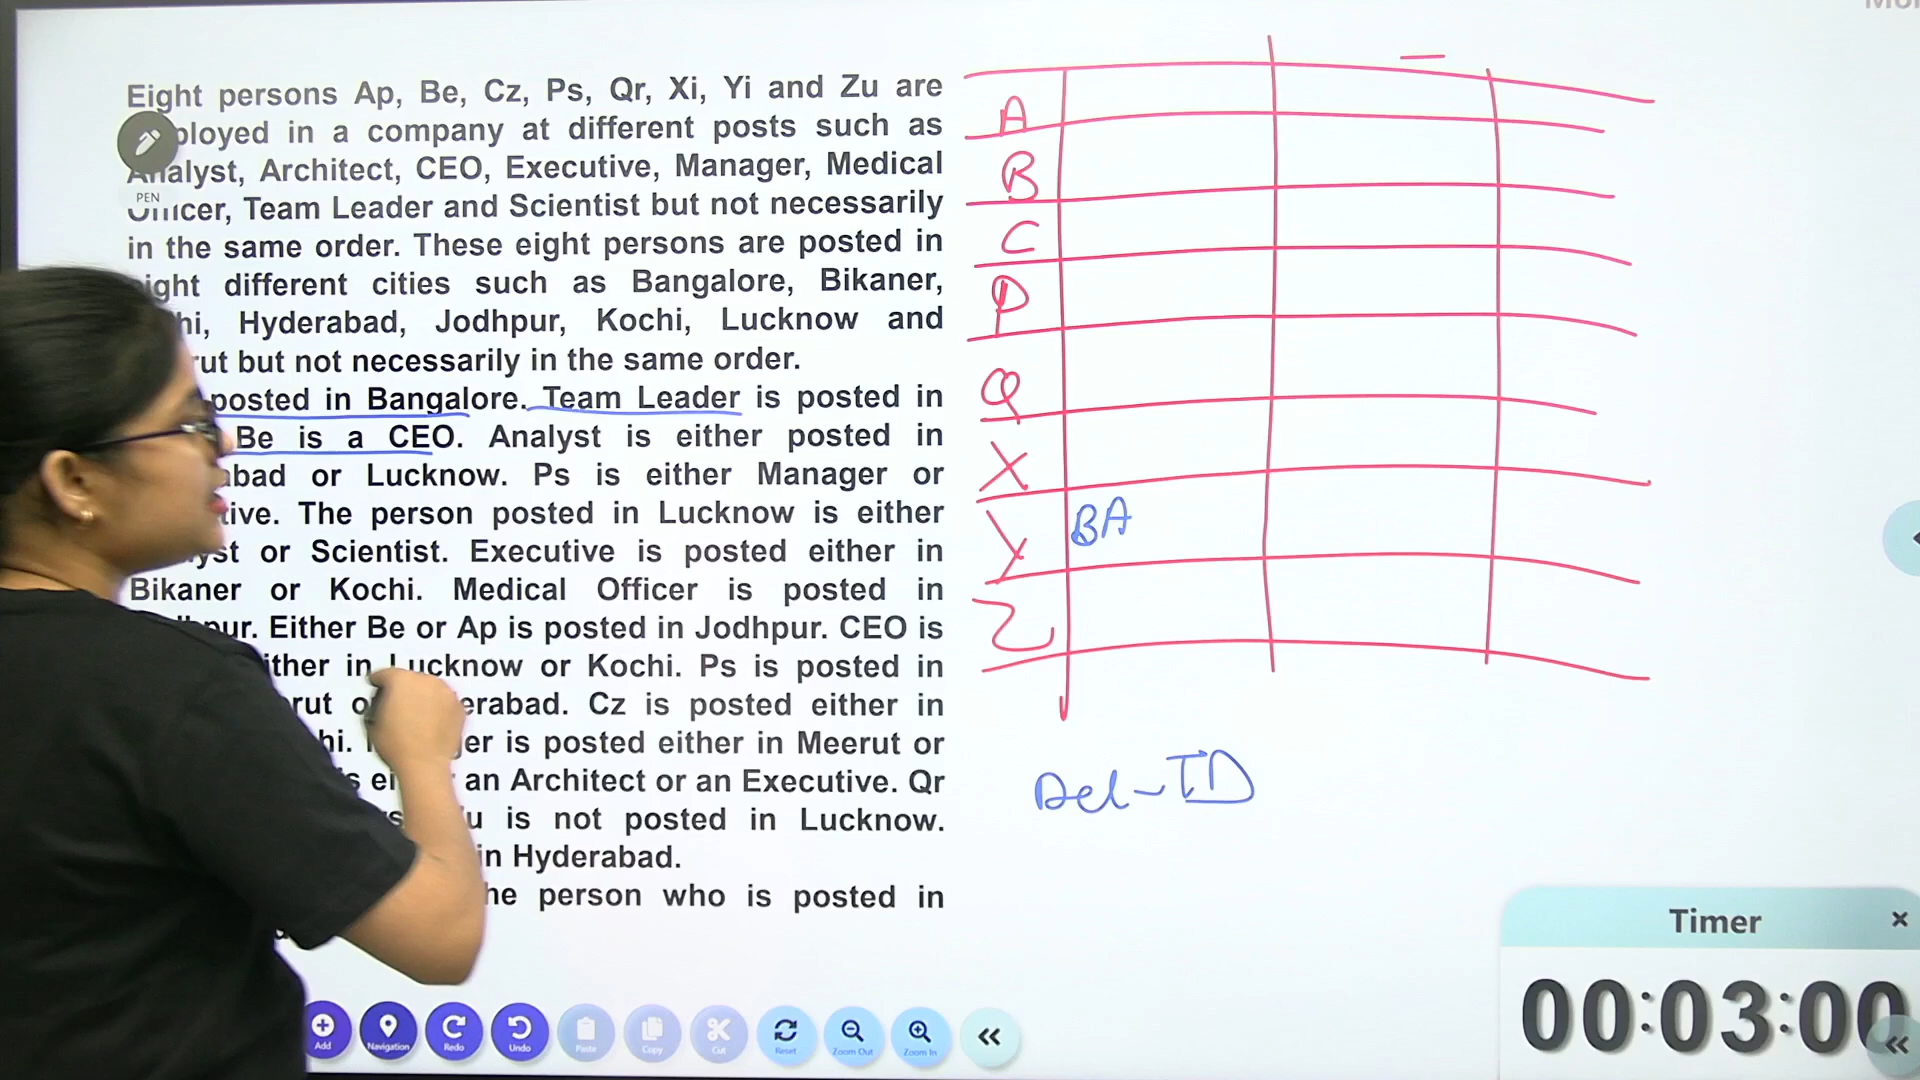 Eight persons Ap, Be, Cz, Ps, Qr, Xi, Yi and Zu are
ployed in a company at different posts such as
Analyst, Architect, CEO, Executive, Manager, Medical
PEN
Officer, Team Leader and Scientist but not necessarily
in the same order. These eight persons are posted in
ight different cities such as Bangalore, Bikaner,
hi, Hyderabad, Jodhpur, Kochi, Lucknow and
rut but not necessarily in the same order.
posted in Bangalore. Team Leader is posted in
Be is a CEO. Analyst is either posted in
abad or Lucknow. Ps is either Manager or
tive. The person posted in Lucknow is either
yst or Scientist. Executive is posted either in
Bikaner or Kochi. Medical Officer is posted in
pur. Either Be or Ap is posted in Jodhpur. CEO is
ither in Lucknow or Kochi. Ps is posted in
rut o erabad. Cz is posted either in
hi. er is posted either in Meerut or
s ei an Architect or an Executive. Qr
u is not posted in Lucknow.
in Hyderabad.
he person who is posted in
A
B
C
P
Q
X
Y BA
Z
Del-TD
Timer
00:03:00
Add
Navigation
Redo
Undo
Paste
Copy
Cut
Reset
Zoom Out
Zoom In